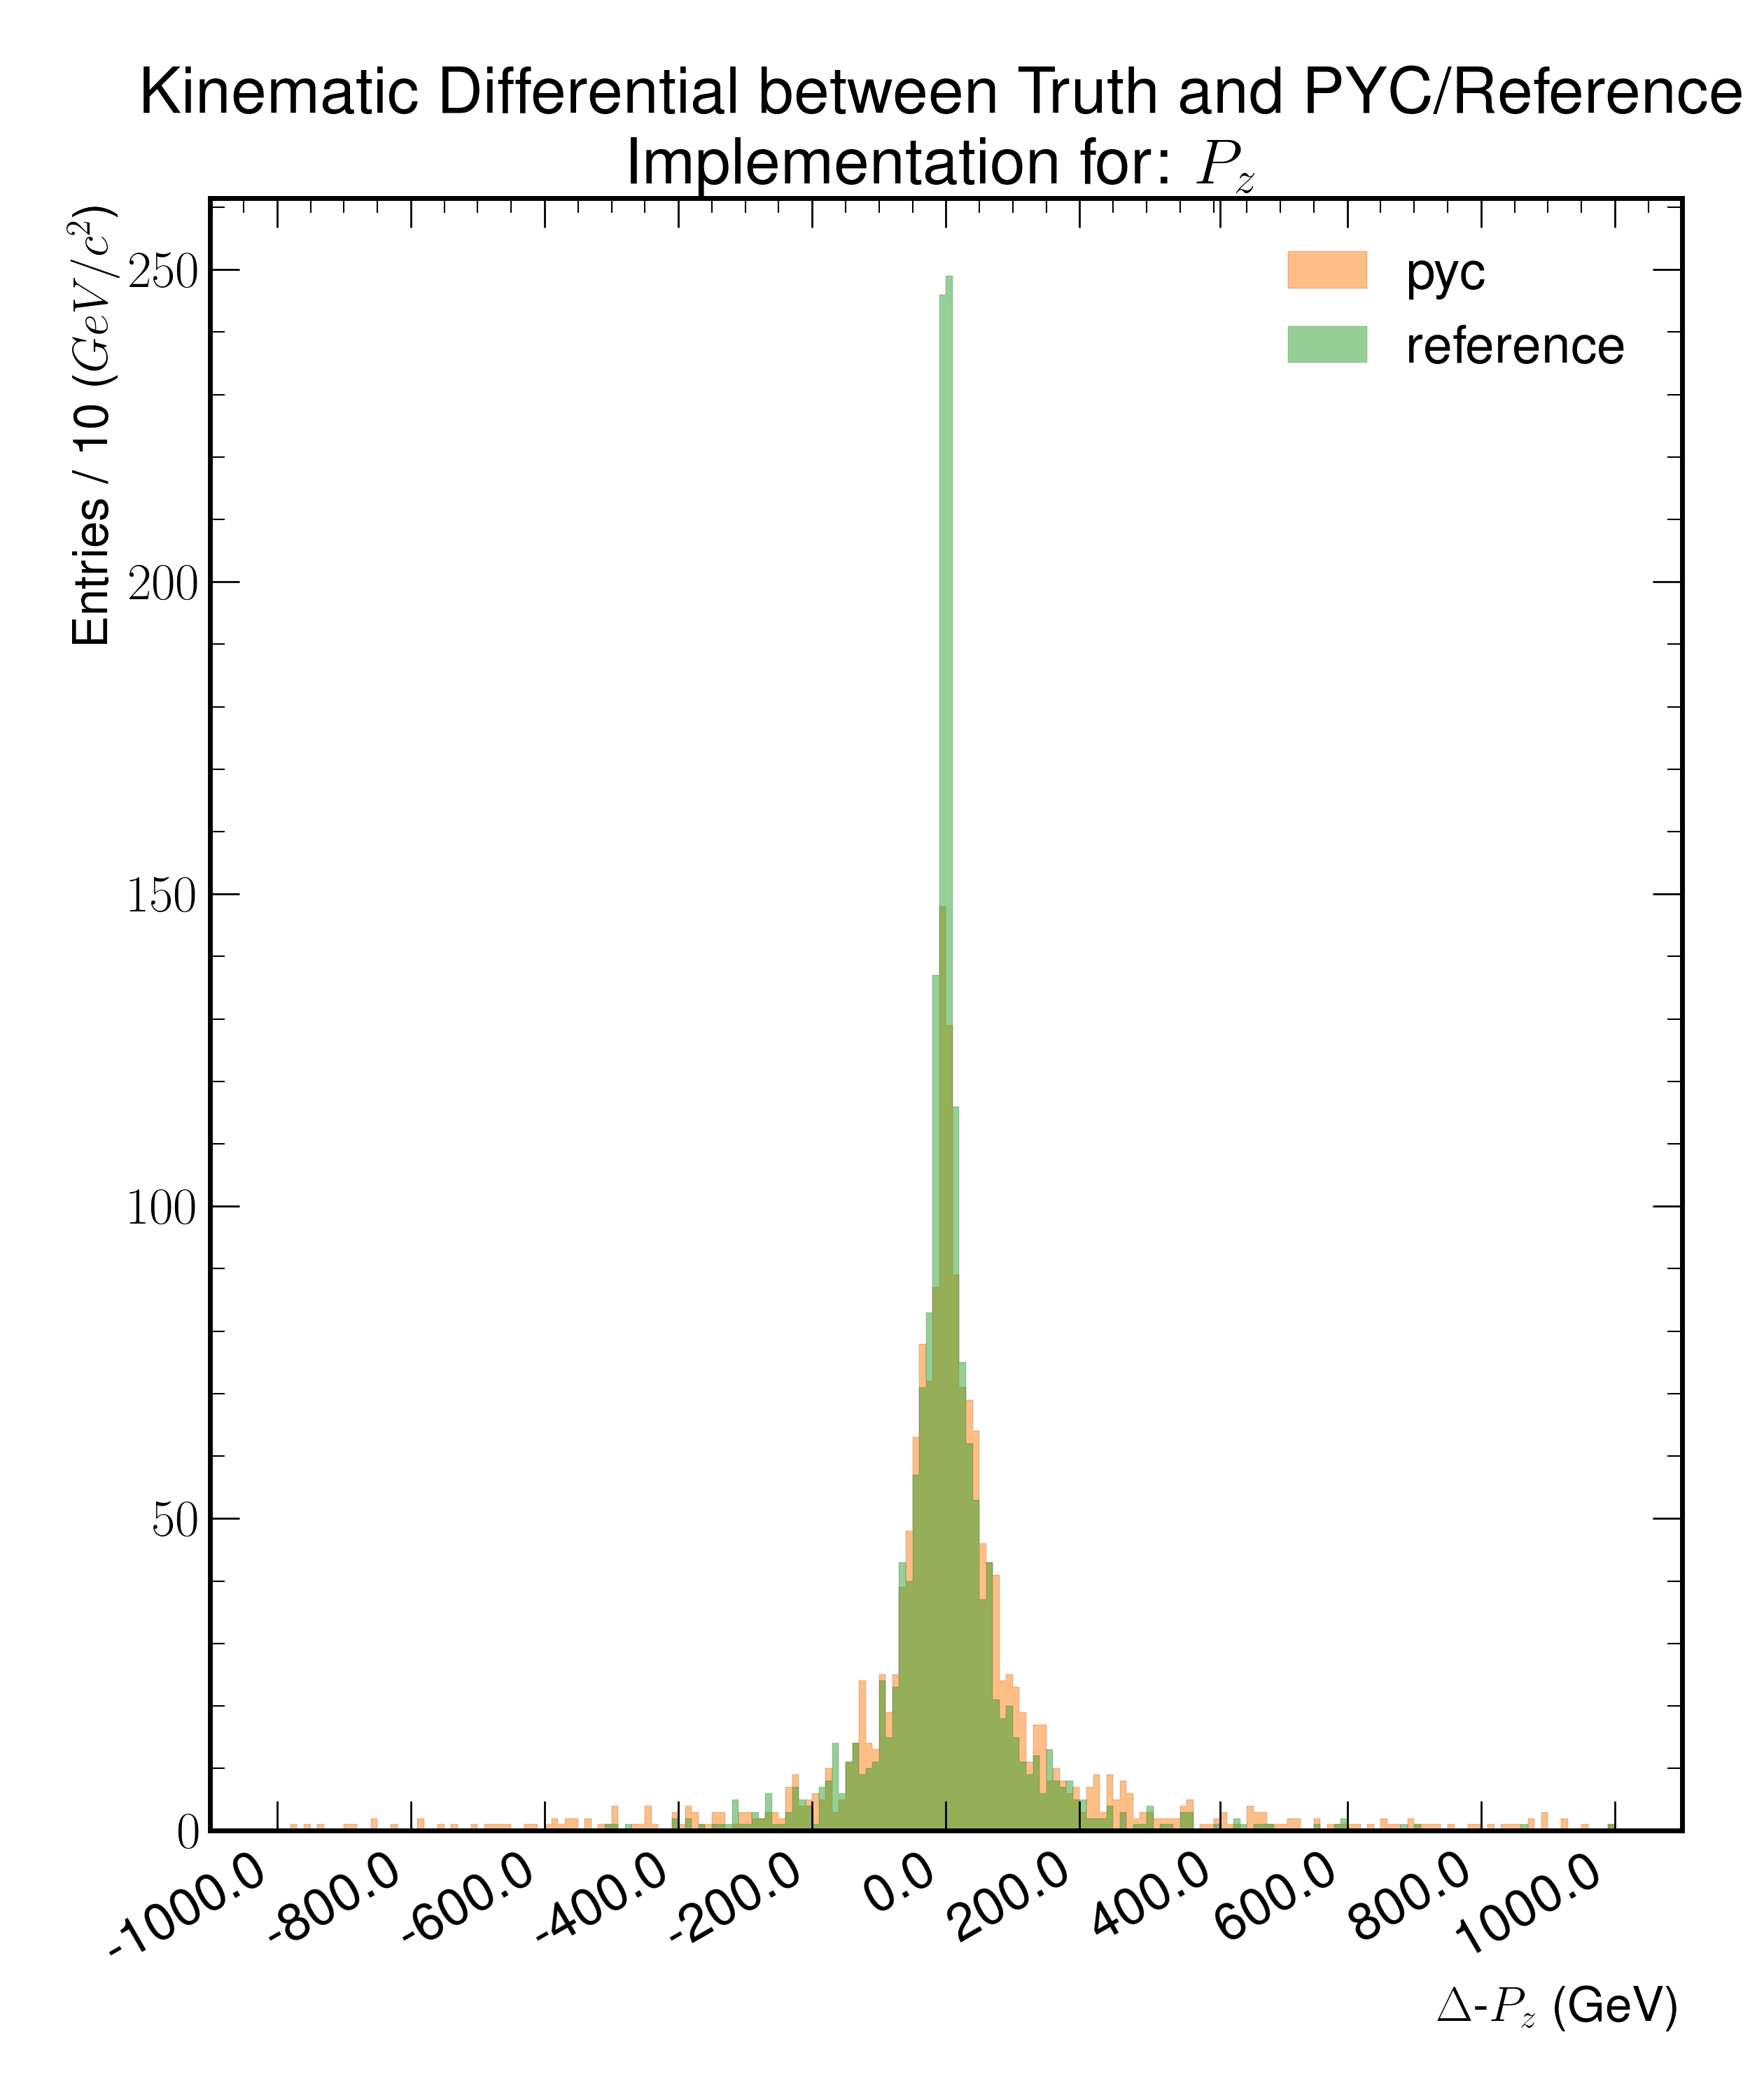 Kinematic Differential between Truth and PYC/Reference
Implementation for: P_z
Entries / 10 (GeV/c²)
pyc
reference
250
200
150
100
50
0
-1000.0
-800.0
-600.0
-400.0
-200.0
0.0
200.0
400.0
600.0
800.0
1000.0
Δ-P_z (GeV)